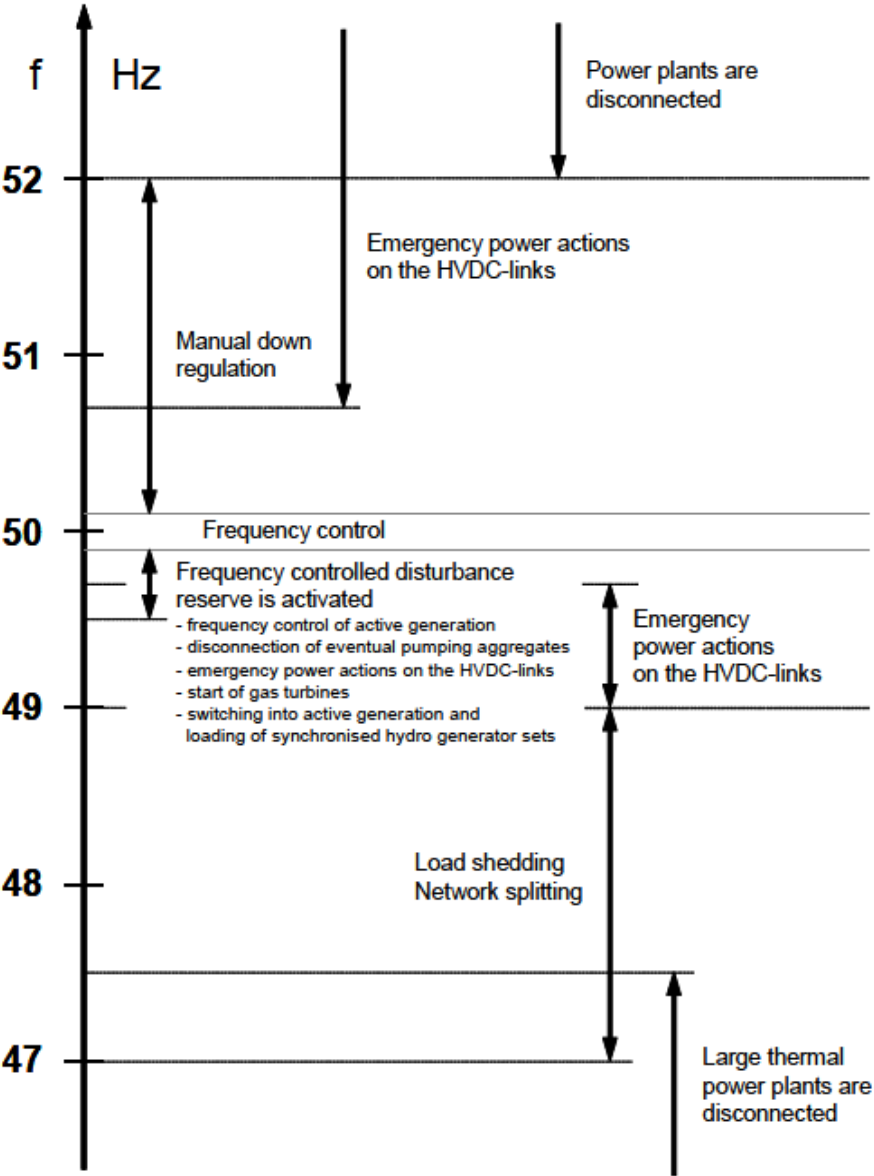 f Hz
Power plants are
disconnected
52
Emergency power actions
on the HVDC-links
Manual down
regulation
51
50
Frequency control
Frequency controlled disturbance
reserve is activated
- frequency control of active generation
- disconnection of eventual pumping aggregates
- emergency power actions on the HVDC-links
- start of gas turbines
- switching into active generation and
loading of synchronised hydro generator sets
Emergency
power actions
on the HVDC-links
49
Load shedding
Network splitting
48
47
Large thermal
power plants are
disconnected